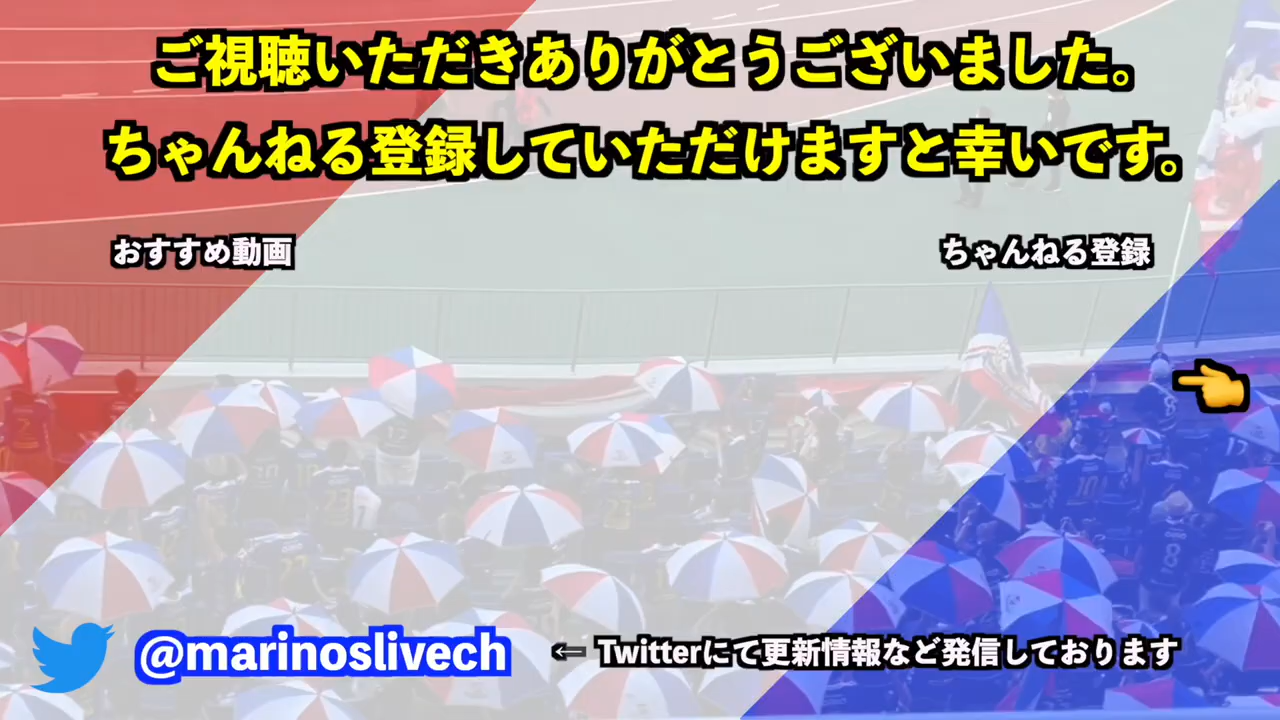 ご視聴いただきありがとうございました。
ちゃんねる登録していただけますと幸いです。
おすすめ動画
ちゃんねる登録
@marinoslivech
← Twitterにて更新情報など発信しております